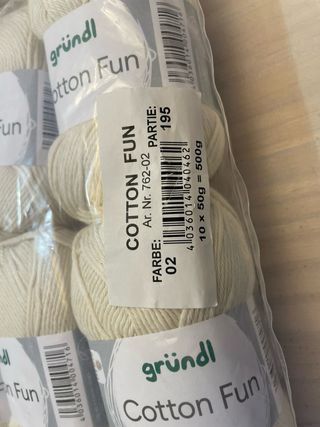 gründl
Cotton Fun
Fun
COTTON FUN
Ar. Nr. 762-02
FARBE: PARTIE:
02 195
4036014040462
10 x 50g = 500g
gründl
Cotton Fun
Fun